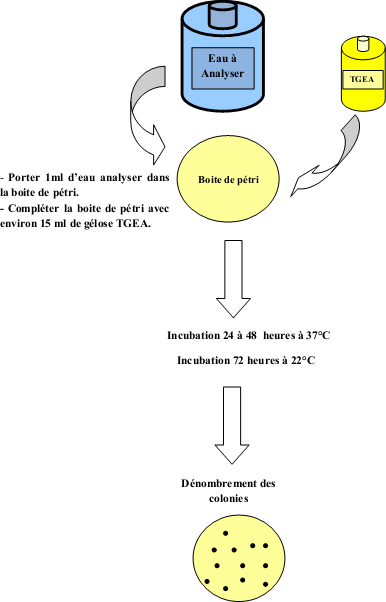 Eau à
Analyser
TGEA
Boite de pétri
- Porter 1ml d’eau analyser dans
la boite de pétri.
- Compléter la boite de pétri avec
environ 15 ml de gélose TGEA.
Incubation 24 à 48 heures à 37°C
Incubation 72 heures à 22°C
Dénombrement des
colonies